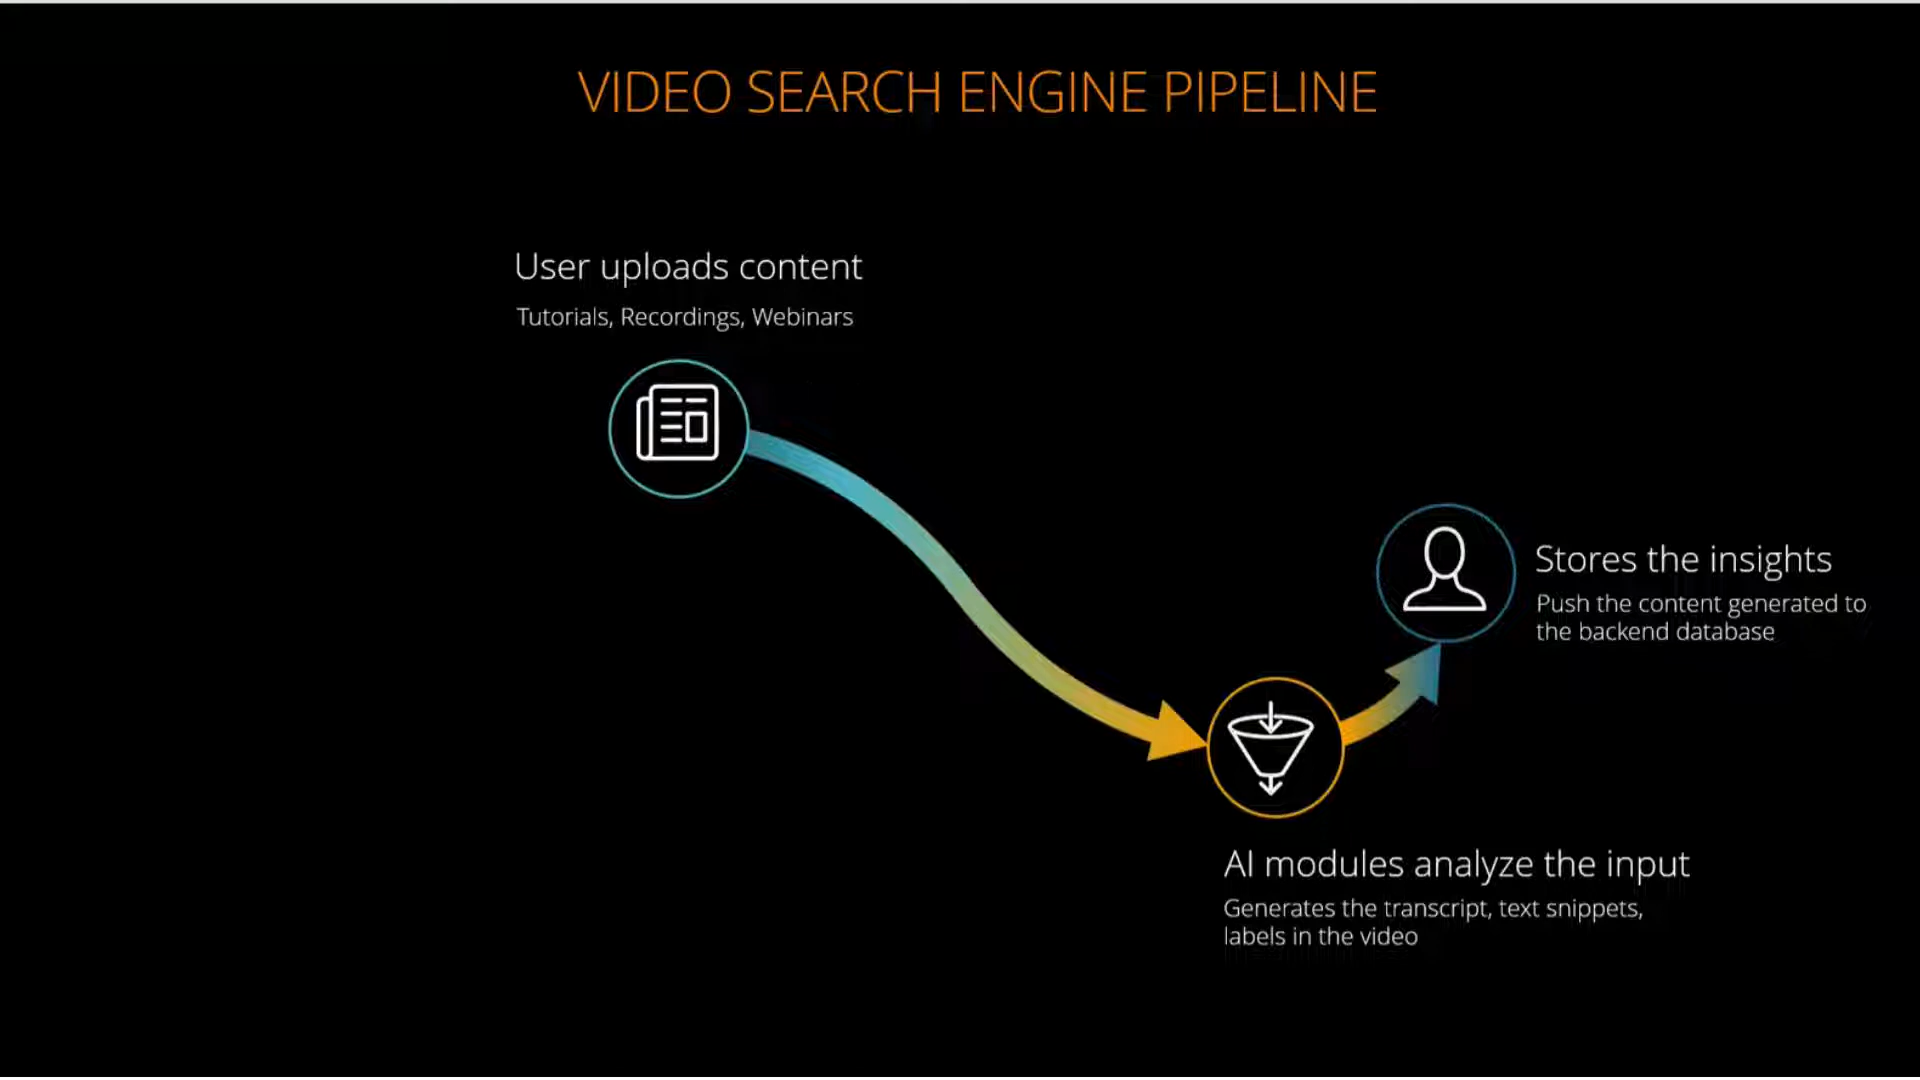 VIDEO SEARCH ENGINE PIPELINE
User uploads content
Tutorials, Recordings, Webinars
Stores the insights
Push the content generated to
the backend database
AI modules analyze the input
Generates the transcript, text snippets,
labels in the video